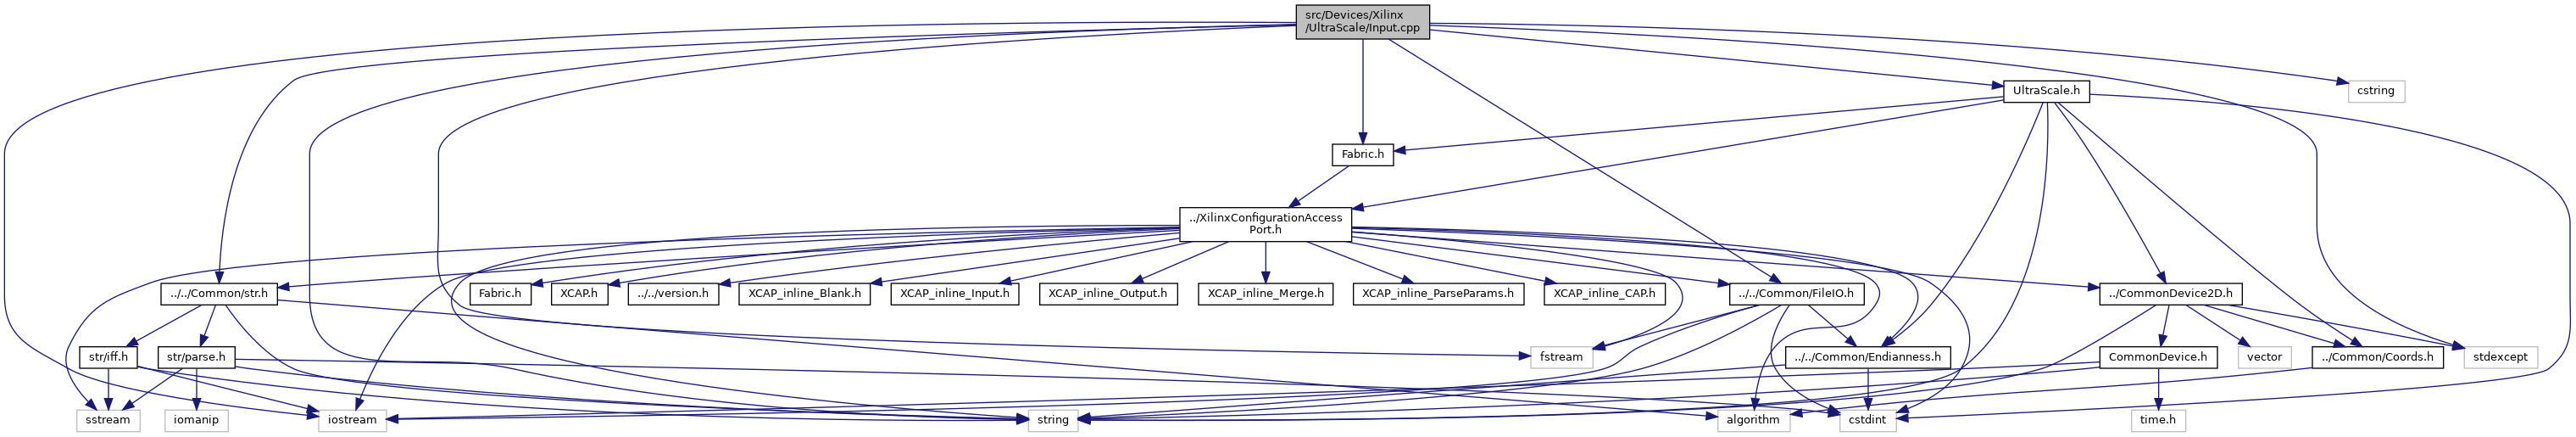 src/Devices/Xilinx
/UltraScale/Input.cpp
UltraScale.h
cstring
Fabric.h
../XilinxConfigurationAccess
Port.h
../../Common/str.h
Fabric.h
XCAP.h
../../version.h
XCAP_inline_Blank.h
XCAP_inline_Input.h
XCAP_inline_Output.h
XCAP_inline_Merge.h
XCAP_inline_ParseParams.h
XCAP_inline_CAP.h
../../Common/FileIO.h
../CommonDevice2D.h
str/iff.h
str/parse.h
fstream
../../Common/Endianness.h
CommonDevice.h
vector
../Common/Coords.h
stdexcept
sstream
iomanip
iostream
string
algorithm
cstdint
time.h